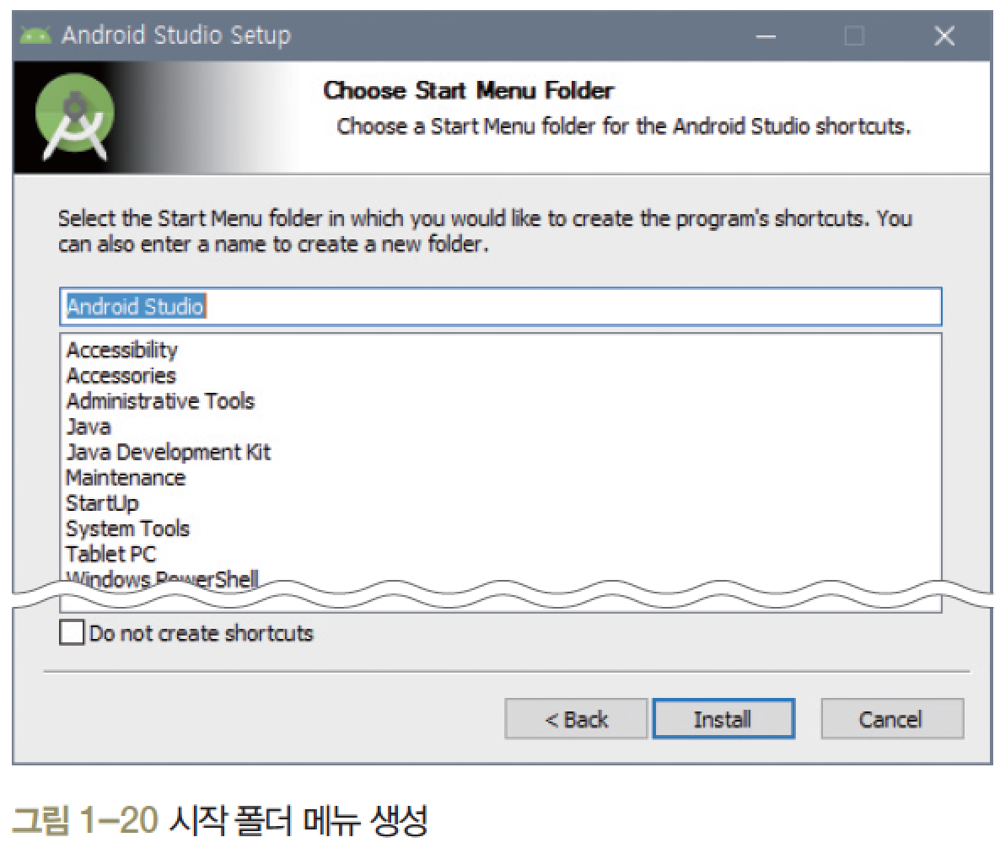 Android Studio Setup
Choose Start Menu Folder
Choose a Start Menu folder for the Android Studio shortcuts.
Select the Start Menu folder in which you would like to create the program's shortcuts. You
can also enter a name to create a new folder.
Android Studio
Accessibility
Accessories
Administrative Tools
Java
Java Development Kit
Maintenance
StartUp
System Tools
Tablet PC
Windows PowerShell
Do not create shortcuts
< Back
Install
Cancel
그림 1-20 시작 폴더 메뉴 생성